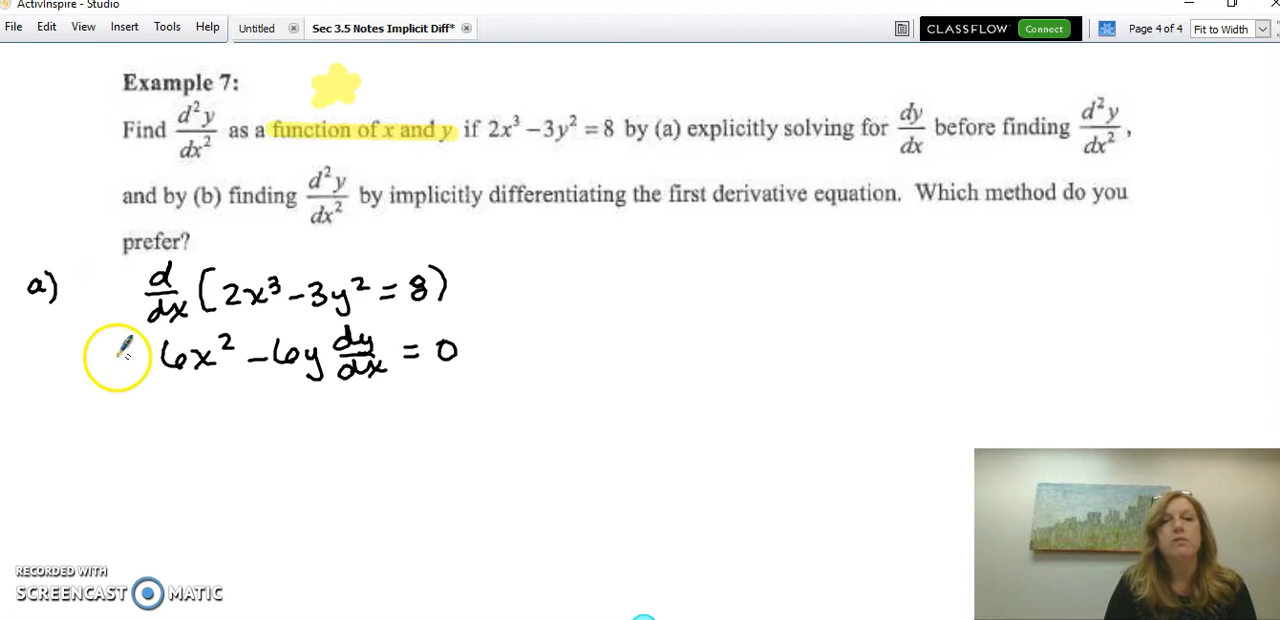 ActivInspire - Studio
File Edit View Insert Tools Help Untitled Sec 3.5 Notes Implicit Diff* CLASSFLOW Connect Page 4 of 4 Fit to Width
Example 7:
Find d²y/dx² as a function of x and y if 2x³ – 3y² = 8 by (a) explicitly solving for dy/dx before finding d²y/dx²,
and by (b) finding d²y/dx² by implicitly differentiating the first derivative equation. Which method do you
prefer?
a) d/dx (2x³ – 3y² = 8)
6x² – 6y dy/dx = 0
RECORDED WITH
SCREENCAST MATIC